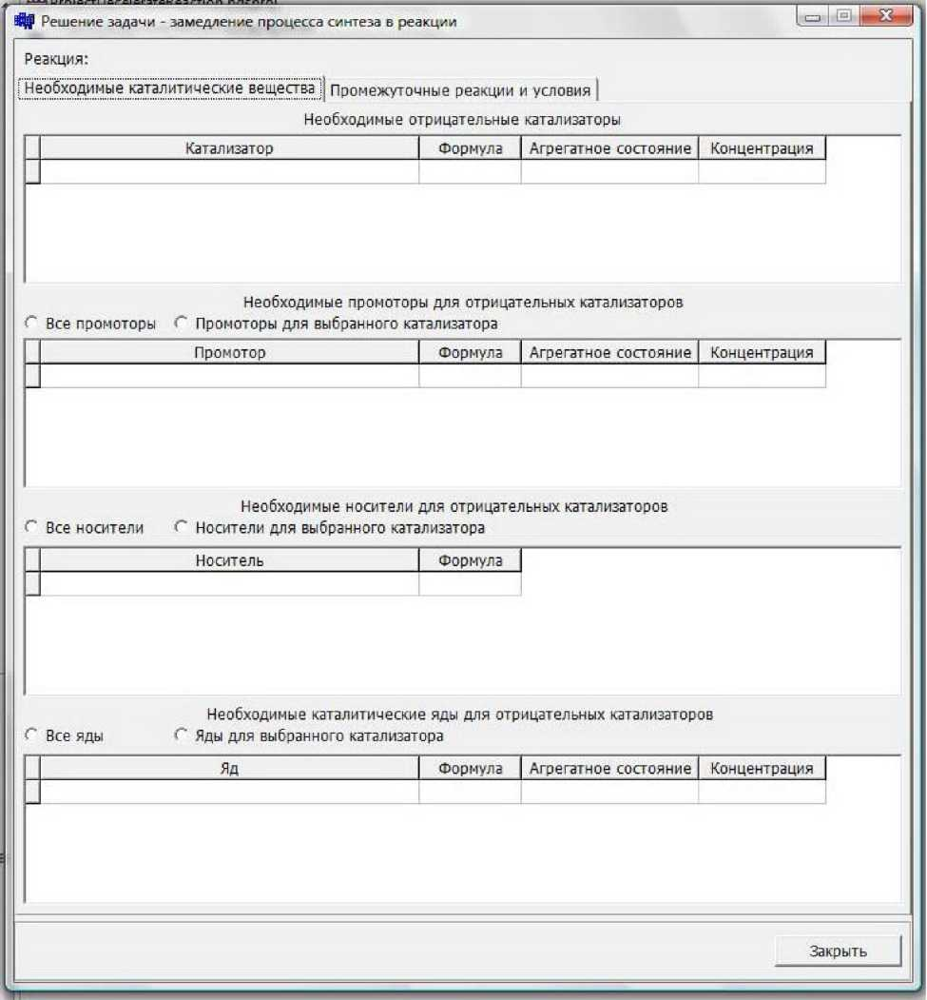 ProjectDecelerateReaction.bdsproj
Решение задачи - замедление процесса синтеза в реакции
Реакция:
Необходимые каталитические вещества Промежуточные реакции и условия
Необходимые отрицательные катализаторы
Катализатор Формула Агрегатное состояние Концентрация
Необходимые промоторы для отрицательных катализаторов
Все промоторы Промоторы для выбранного катализатора
Промотор Формула Агрегатное состояние Концентрация
Необходимые носители для отрицательных катализаторов
Все носители Носители для выбранного катализатора
Носитель Формула
Необходимые каталитические яды для отрицательных катализаторов
Все яды Яды для выбранного катализатора
Яд Формула Агрегатное состояние Концентрация
Закрыть